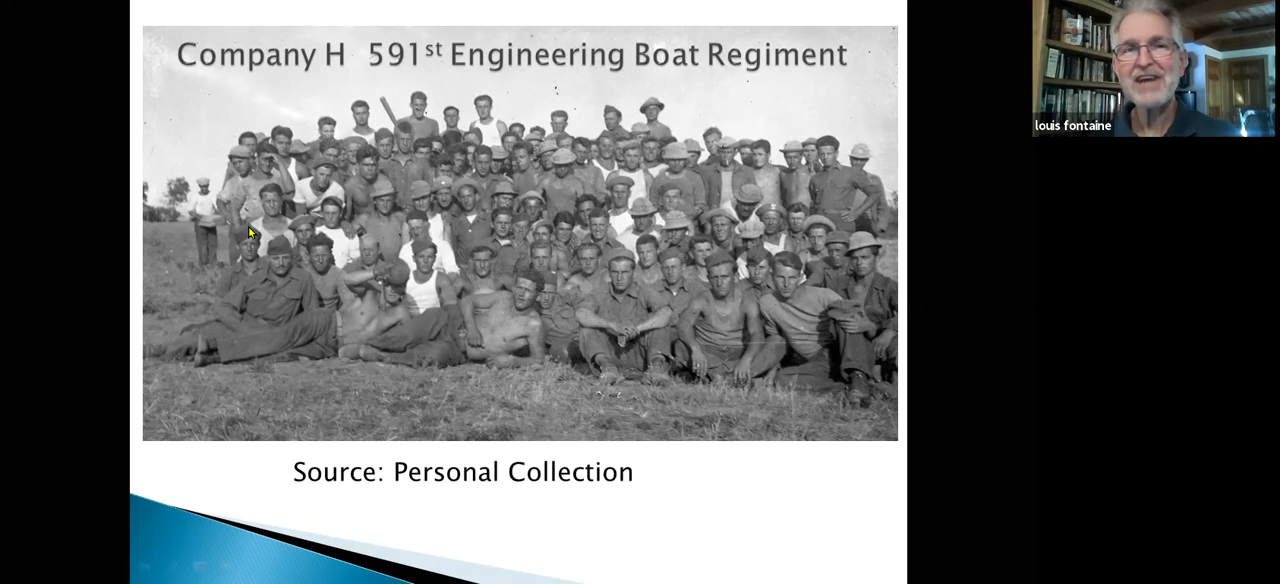 Company H 591st Engineering Boat Regiment
louis fontaine
Source: Personal Collection